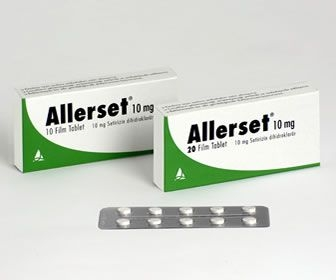 Allerset® 10 mg
10 Film Tablet
10 mg Setirizin dihidroklorür
Allerset® 10 mg
20 Film Tablet
10 mg Setirizin dihidroklorür